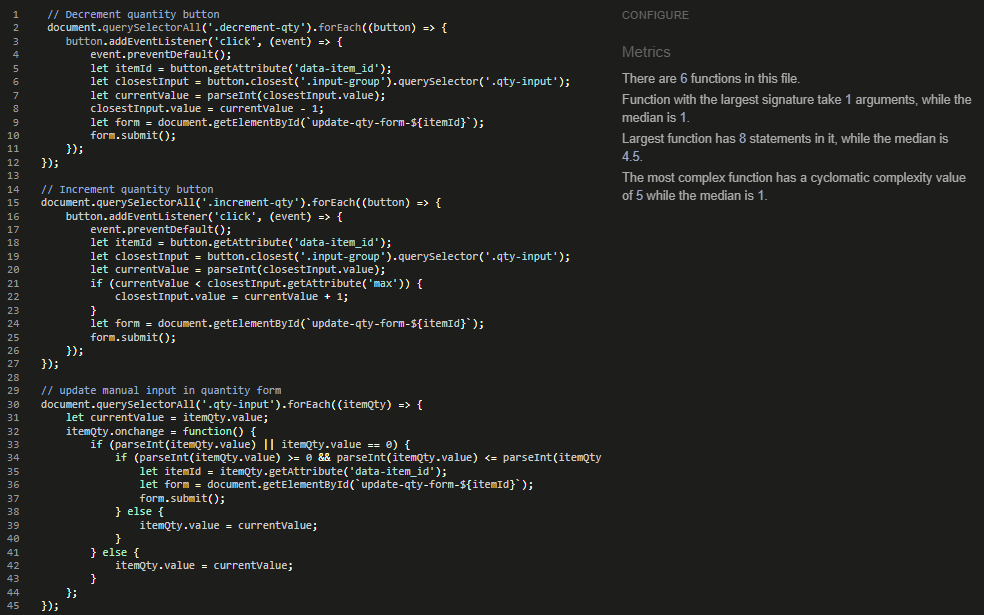 1 // Decrement quantity button
2 document.querySelectorAll('.decrement-qty').forEach((button) => {
3 button.addEventListener('click', (event) => {
4 event.preventDefault();
5 let itemId = button.getAttribute('data-item_id');
6 let closestInput = button.closest('.input-group').querySelector('.qty-input');
7 let currentValue = parseInt(closestInput.value);
8 closestInput.value = currentValue - 1;
9 let form = document.getElementById(`update-qty-form-${itemId}`);
10 form.submit();
11 });
12 });
13
14 // Increment quantity button
15 document.querySelectorAll('.increment-qty').forEach((button) => {
16 button.addEventListener('click', (event) => {
17 event.preventDefault();
18 let itemId = button.getAttribute('data-item_id');
19 let closestInput = button.closest('.input-group').querySelector('.qty-input');
20 let currentValue = parseInt(closestInput.value);
21 if (currentValue < closestInput.getAttribute('max')) {
22 closestInput.value = currentValue + 1;
23 }
24 let form = document.getElementById(`update-qty-form-${itemId}`);
25 form.submit();
26 });
27 });
28
29 // update manual input in quantity form
30 document.querySelectorAll('.qty-input').forEach((itemQty) => {
31 let currentValue = itemQty.value;
32 itemQty.onchange = function() {
33 if (parseInt(itemQty.value) || itemQty.value == 0) {
34 if (parseInt(itemQty.value) >= 0 && parseInt(itemQty.value) <= parseInt(itemQty
35 let itemId = itemQty.getAttribute('data-item_id');
36 let form = document.getElementById(`update-qty-form-${itemId}`);
37 form.submit();
38 } else {
39 itemQty.value = currentValue;
40 }
41 } else {
42 itemQty.value = currentValue;
43 }
44 };
45 });
CONFIGURE
Metrics
There are 6 functions in this file.
Function with the largest signature take 1 arguments, while the
median is 1.
Largest function has 8 statements in it, while the median is
4.5.
The most complex function has a cyclomatic complexity value
of 5 while the median is 1.